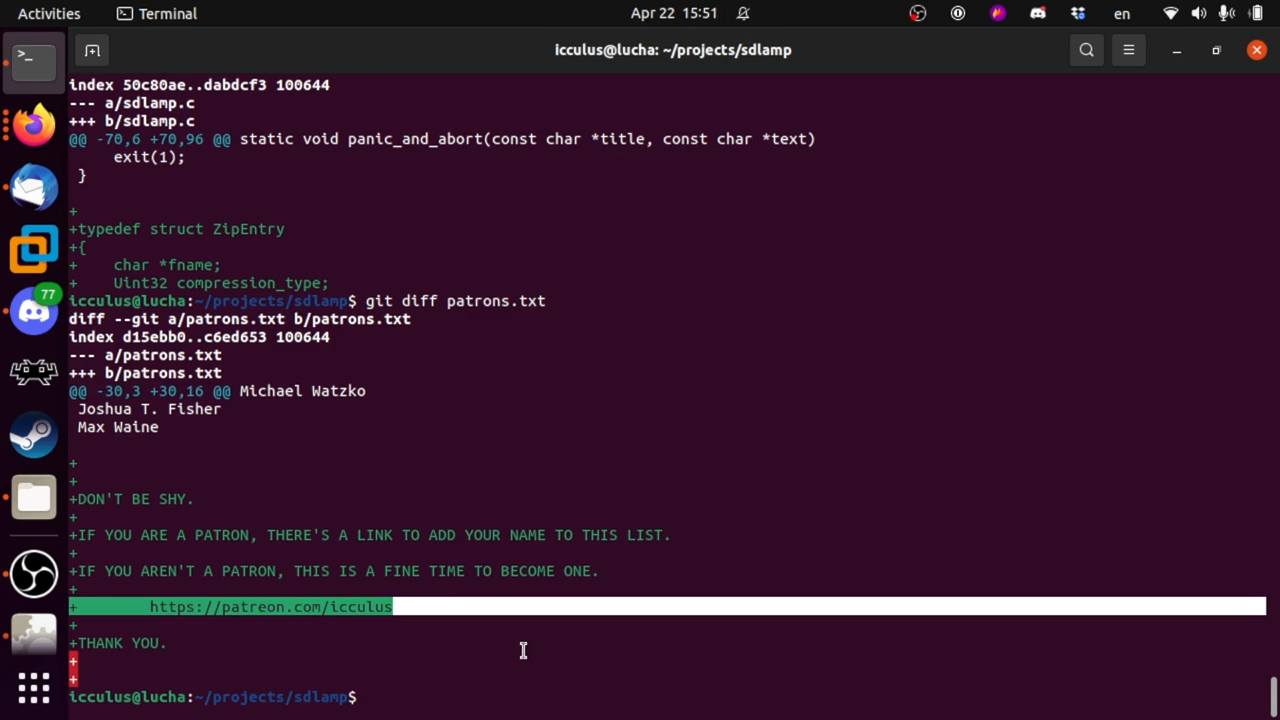 Activities
Terminal
Apr 22 15:51
en
icculus@lucha: ~/projects/sdlamp
index 50c80ae..dabdcf3 100644
--- a/sdlamp.c
+++ b/sdlamp.c
@@ -70,6 +70,96 @@ static void panic_and_abort(const char *title, const char *text)
     exit(1);
 }
+
+typedef struct ZipEntry
+{
+    char *fname;
+    Uint32 compression_type;
icculus@lucha:~/projects/sdlamp$ git diff patrons.txt
diff --git a/patrons.txt b/patrons.txt
index d15ebb0..c6ed653 100644
--- a/patrons.txt
+++ b/patrons.txt
@@ -30,3 +30,16 @@ Michael Watzko
 Joshua T. Fisher
 Max Waine
+
+
+DON'T BE SHY.
+
+IF YOU ARE A PATRON, THERE'S A LINK TO ADD YOUR NAME TO THIS LIST.
+
+IF YOU AREN'T A PATRON, THIS IS A FINE TIME TO BECOME ONE.
+
+        https://patreon.com/icculus
+
+THANK YOU.
+
+
icculus@lucha:~/projects/sdlamp$
77